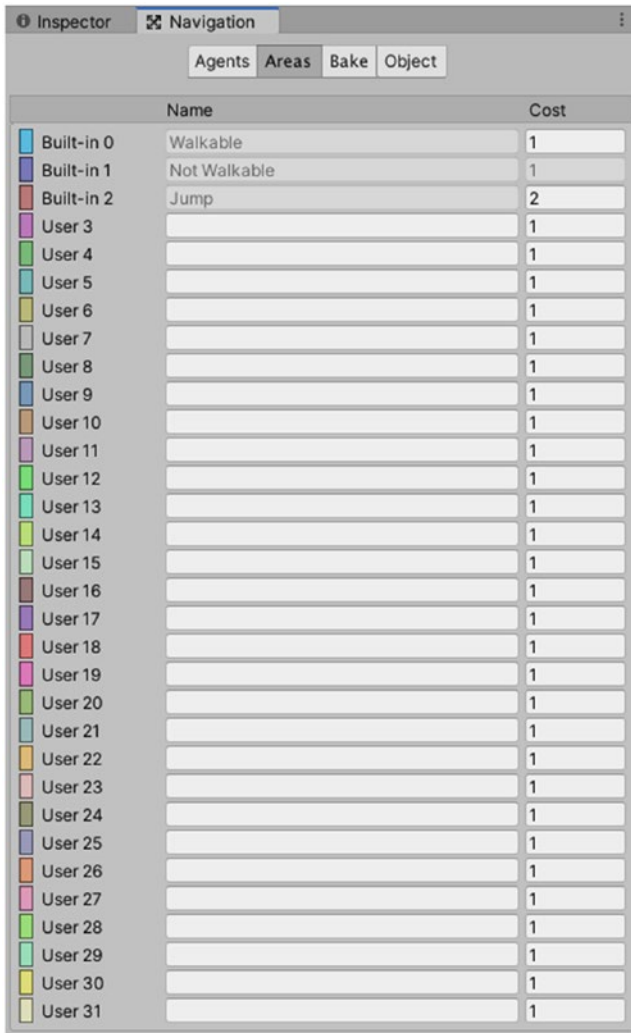 Inspector Navigation
Agents Areas Bake Object
Name Cost
Built-in 0 Walkable 1
Built-in 1 Not Walkable 1
Built-in 2 Jump 2
User 3 1
User 4 1
User 5 1
User 6 1
User 7 1
User 8 1
User 9 1
User 10 1
User 11 1
User 12 1
User 13 1
User 14 1
User 15 1
User 16 1
User 17 1
User 18 1
User 19 1
User 20 1
User 21 1
User 22 1
User 23 1
User 24 1
User 25 1
User 26 1
User 27 1
User 28 1
User 29 1
User 30 1
User 31 1